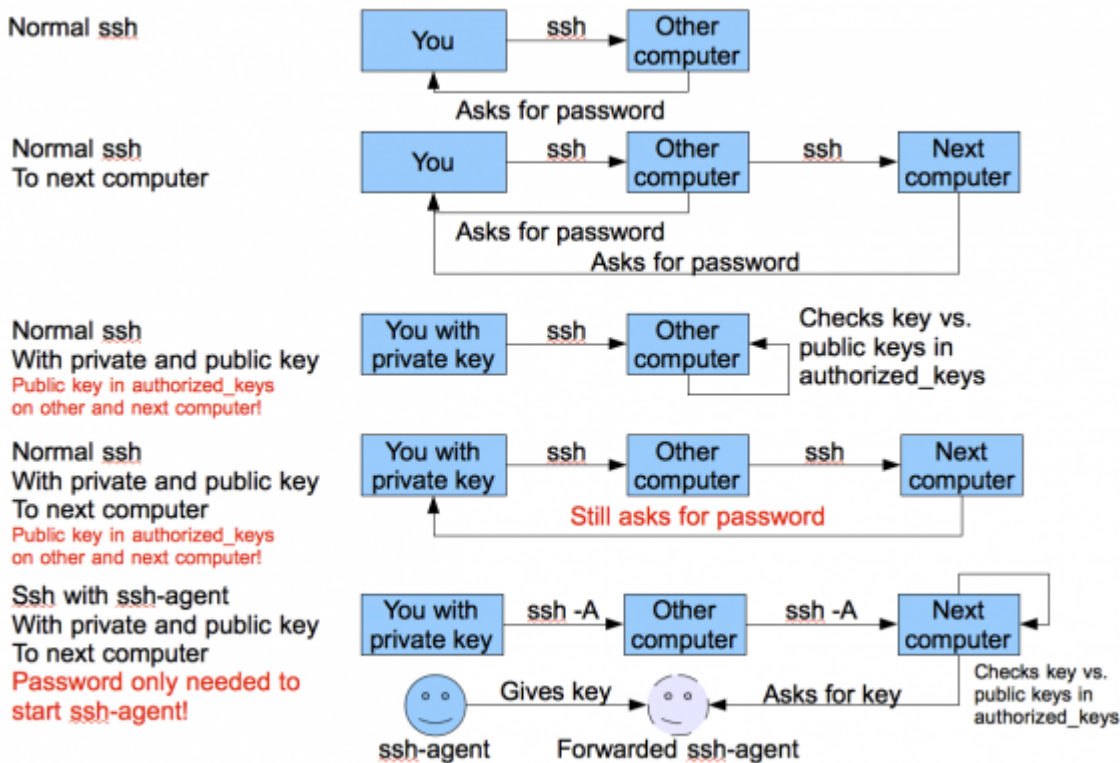 Normal ssh
You
ssh
Other
computer
Asks for password
Normal ssh
To next computer
You
ssh
Other
computer
ssh
Next
computer
Asks for password
Asks for password
Normal ssh
With private and public key
Public key in authorized_keys
on other and next computer!
You with
private key
ssh
Other
computer
Checks key vs.
public keys in
authorized_keys
Normal ssh
With private and public key
To next computer
Public key in authorized_keys
on other and next computer!
You with
private key
ssh
Other
computer
ssh
Next
computer
Still asks for password
Ssh with ssh-agent
With private and public key
To next computer
Password only needed to
start ssh-agent!
You with
private key
ssh -A
Other
computer
ssh -A
Next
computer
Checks key vs.
public keys in
authorized_keys
Gives key
Asks for key
ssh-agent
Forwarded ssh-agent